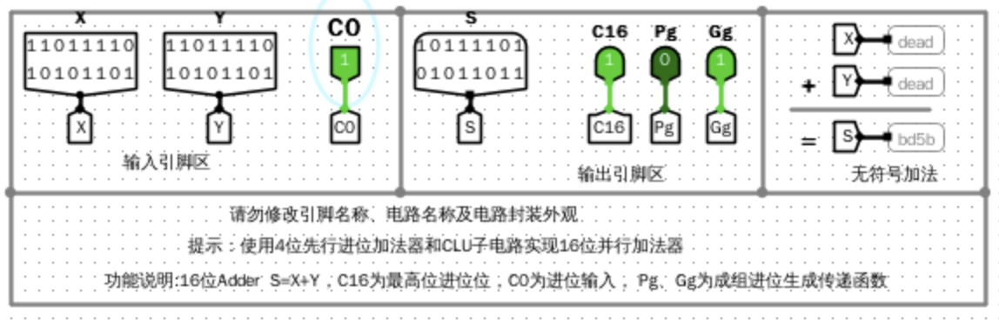 X Y C0 S C16 Pg Gg
11011110 11011110 1 10111101 1 0 1 X dead
10101101 10101101 01011011 + Y dead
X Y C0 S C16 Pg Gg = S bd5b
输入引脚区 输出引脚区 无符号加法
请勿修改引脚名称、电路名称及电路封装外观
提示：使用4位先行进位加法器和CLU子电路实现16位并行加法器
功能说明:16位Adder S=X+Y，C16为最高位进位位，C0为进位输入， Pg、Gg为成组进位生成传递函数